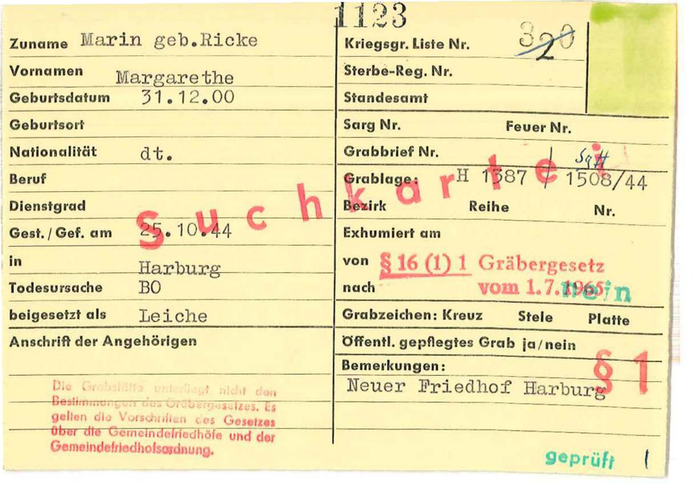 1123
Zuname Marin geb.Ricke
Vornamen Margarethe
Geburtsdatum 31.12.00
Geburtsort
Nationalität dt.
Beruf
Dienstgrad
Gest. / Gef. am 25.10.44
in Harburg
Todesursache BO
beigesetzt als Leiche
Anschrift der Angehörigen
Die Grabstätte unterliegt nicht den
Bestimmungen des Gräbergesetzes. Es
gelten die Vorschriften des Gesetzes
über die Gemeindefriedhöfe und der
Gemeindefriedhofsordnung.
Suchkartei
Kriegsgr. Liste Nr. 320
Sterbe-Reg. Nr.
Standesamt
Sarg Nr. Feuer Nr.
Grabbrief Nr. /
Grablage: H 1387 / 1508/44
Bezirk Reihe Nr.
Exhumiert am
von § 16 (1) 1 Gräbergesetz
nach vom 1.7.1965 nein
Grabzeichen: Kreuz Stele Platte
Öffentl. gepflegtes Grab ja/nein
§ 1
Bemerkungen:
Neuer Friedhof Harburg
geprüft